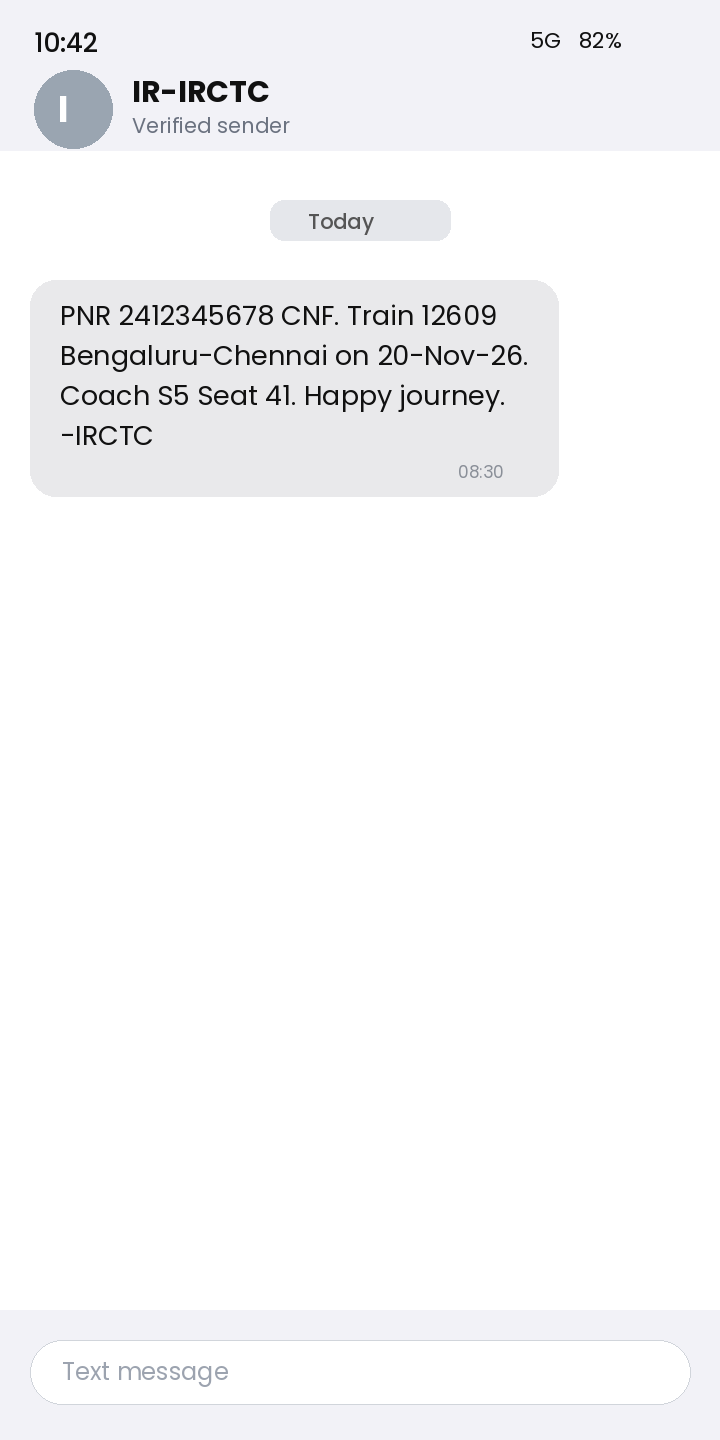 10:42
5G 82%
I
IR-IRCTC
Verified sender
Today
PNR 2412345678 CNF. Train 12609
Bengaluru-Chennai on 20-Nov-26.
Coach S5 Seat 41. Happy journey.
-IRCTC
08:30
Text message